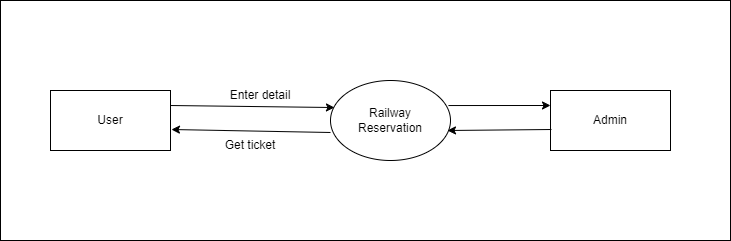 Enter detail
User
Railway
Reservation
Admin
Get ticket